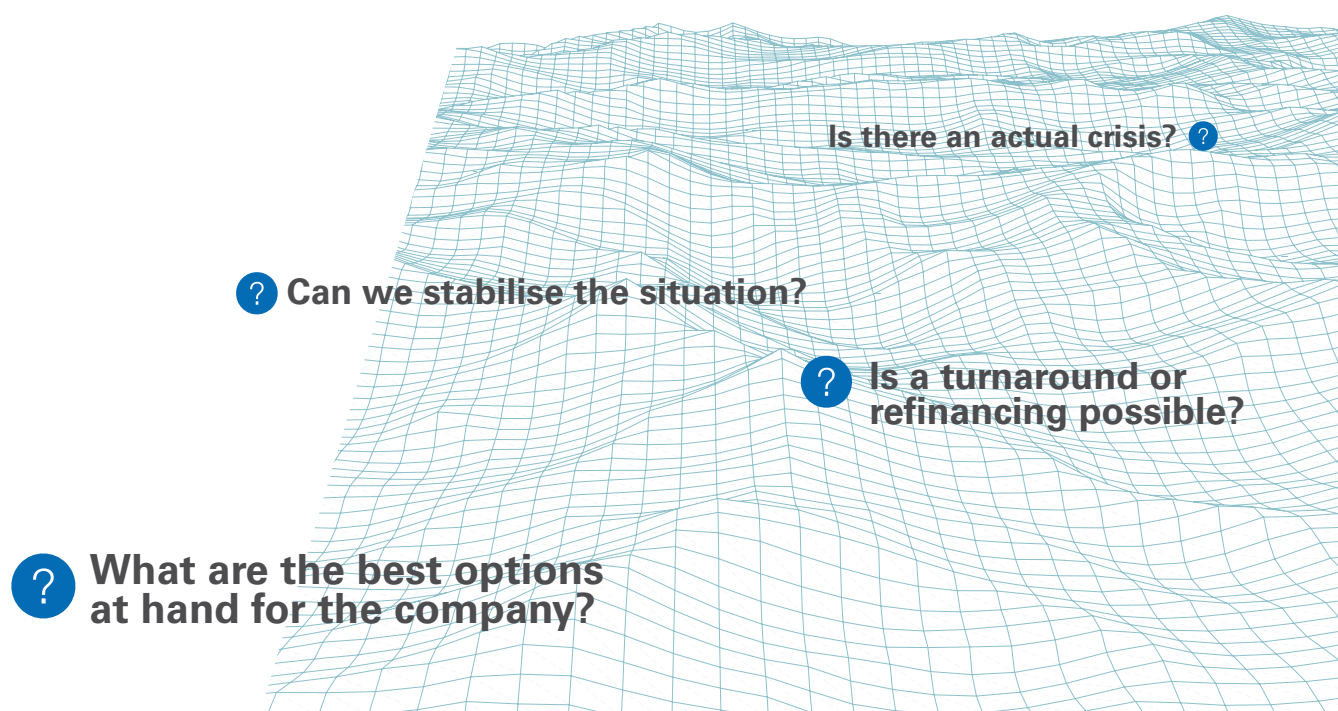 Is there an actual crisis? ?
? Can we stabilise the situation?
? Is a turnaround or
refinancing possible?
? What are the best options
at hand for the company?